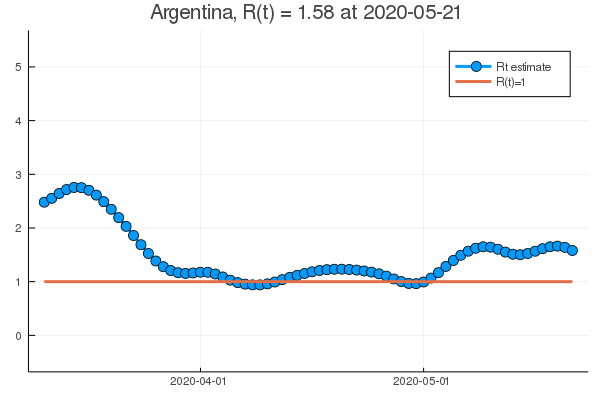 Argentina, R(t) = 1.58 at 2020-05-21
5
4
3
2
1
0
Rt estimate
R(t)=1
2020-04-01
2020-05-01